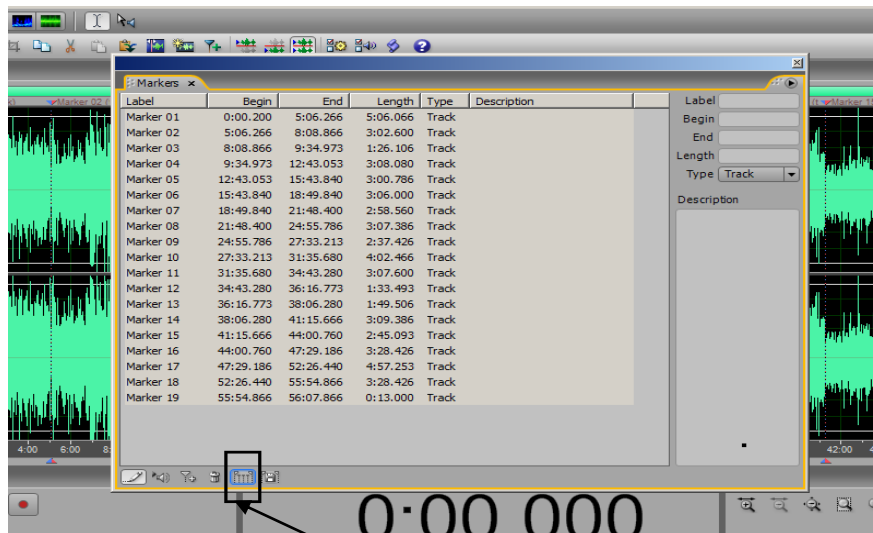 Markers x
Label Begin End Length Type Description
Marker 01 0:00.200 5:06.266 5:06.066 Track
Marker 02 5:06.266 8:08.866 3:02.600 Track
Marker 03 8:08.866 9:34.973 1:26.106 Track
Marker 04 9:34.973 12:43.053 3:08.080 Track
Marker 05 12:43.053 15:43.840 3:00.786 Track
Marker 06 15:43.840 18:49.840 3:06.000 Track
Marker 07 18:49.840 21:48.400 2:58.560 Track
Marker 08 21:48.400 24:55.786 3:07.386 Track
Marker 09 24:55.786 27:33.213 2:37.426 Track
Marker 10 27:33.213 31:35.680 4:02.466 Track
Marker 11 31:35.680 34:43.280 3:07.600 Track
Marker 12 34:43.280 36:16.773 1:33.493 Track
Marker 13 36:16.773 38:06.280 1:49.506 Track
Marker 14 38:06.280 41:15.666 3:09.386 Track
Marker 15 41:15.666 44:00.760 2:45.093 Track
Marker 16 44:00.760 47:29.186 3:28.426 Track
Marker 17 47:29.186 52:26.440 4:57.253 Track
Marker 18 52:26.440 55:54.866 3:28.426 Track
Marker 19 55:54.866 56:07.866 0:13.000 Track
Label
Begin
End
Length
Type Track
Description
Marker 02
Marker
4:00 6:00 8:
42:00
0:00.000